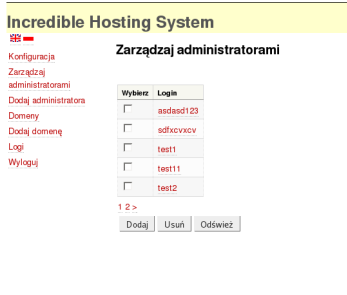 Incredible Hosting System
Konfiguracja
Zarządzaj
administratorami
Dodaj administratora
Domeny
Dodaj domenę
Logi
Wyloguj
Zarządzaj administratorami
Wybierz Login
asdasd123
sdfxcvxcv
test1
test11
test2
1 2 >
Dodaj Usuń Odśwież